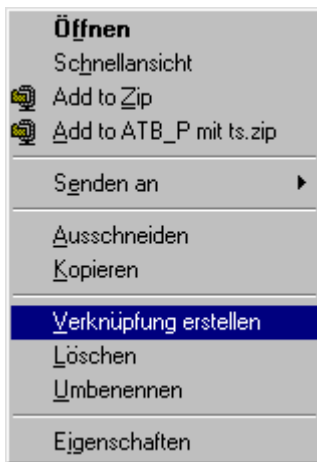 Öffnen
Schnellansicht
Add to Zip
Add to ATB_P mit ts.zip
Senden an
Ausschneiden
Kopieren
Verknüpfung erstellen
Löschen
Umbenennen
Eigenschaften